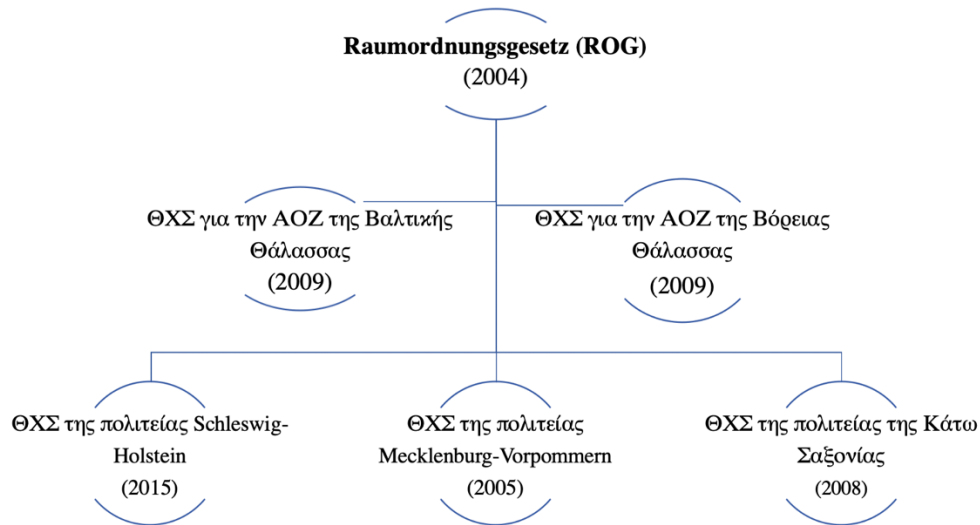 Raumordnungsgesetz (ROG)
(2004)
ΘΧΣ για την ΑΟΖ της Βαλτικής
Θάλασσας
(2009)
ΘΧΣ για την ΑΟΖ της Βόρειας
Θάλασσας
(2009)
ΘΧΣ της πολιτείας Schleswig-
Holstein
(2015)
ΘΧΣ της πολιτείας
Mecklenburg-Vorpommern
(2005)
ΘΧΣ της πολιτείας της Κάτω
Σαξονίας
(2008)